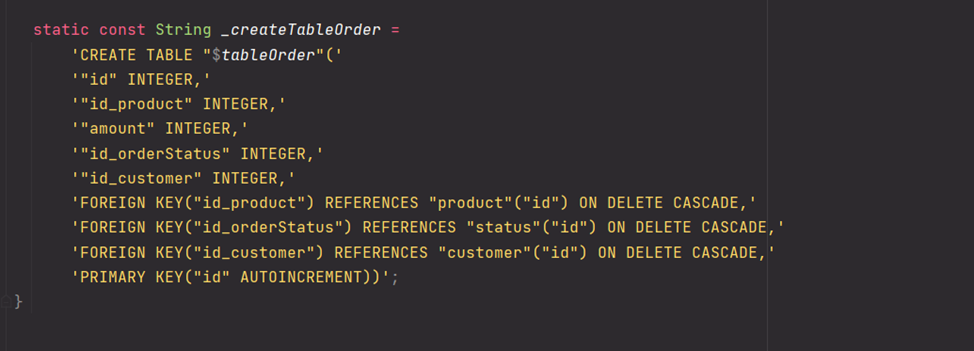 static const String _createTableOrder =
'CREATE TABLE "$tableOrder"('
'"id" INTEGER,'
'"id_product" INTEGER,'
'"amount" INTEGER,'
'"id_orderStatus" INTEGER,'
'"id_customer" INTEGER,'
'FOREIGN KEY("id_product") REFERENCES "product"("id") ON DELETE CASCADE,'
'FOREIGN KEY("id_orderStatus") REFERENCES "status"("id") ON DELETE CASCADE,'
'FOREIGN KEY("id_customer") REFERENCES "customer"("id") ON DELETE CASCADE,'
'PRIMARY KEY("id" AUTOINCREMENT))';
}